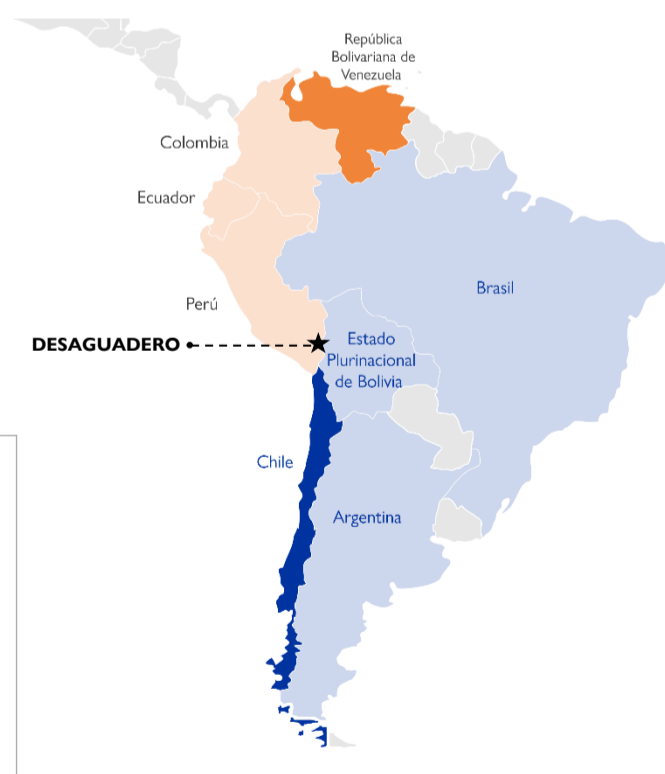 República
Bolivariana de
Venezuela
Colombia
Ecuador
Brasil
Perú
DESAGUADERO
Estado
Plurinacional
de Bolivia
Chile
Argentina